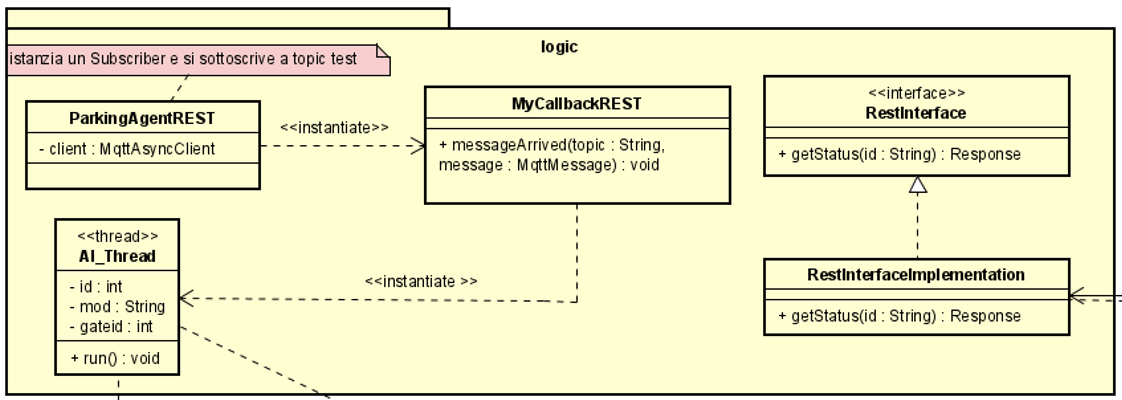 logic
istanzia un Subscriber e si sottoscrive a topic test
ParkingAgentREST
- client : MqttAsyncClient
<<instantiate>>
MyCallbackREST
+ messageArrived(topic : String,
message : MqttMessage) : void
<<interface>>
RestInterface
+ getStatus(id : String) : Response
<<thread>>
AI_Thread
- id : int
- mod : String
- gateid : int
+ run() : void
<<instantiate >>
RestInterfaceImplementation
+ getStatus(id : String) : Response